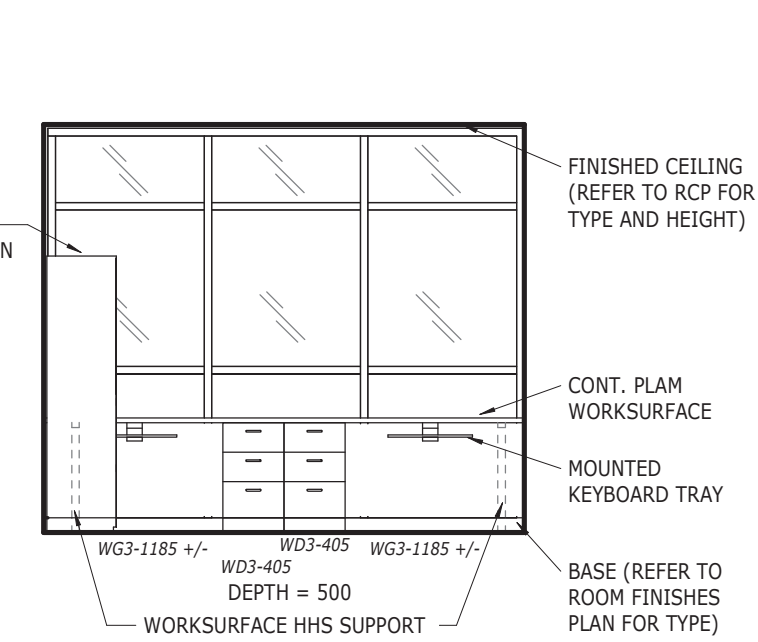 FINISHED CEILING
(REFER TO RCP FOR
TYPE AND HEIGHT)
N
CONT. PLAM
WORKSURFACE
MOUNTED
KEYBOARD TRAY
WG3-1185 +/-
WD3-405
WD3-405
WG3-1185 +/-
DEPTH = 500
WORKSURFACE HHS SUPPORT
BASE (REFER TO
ROOM FINISHES
PLAN FOR TYPE)